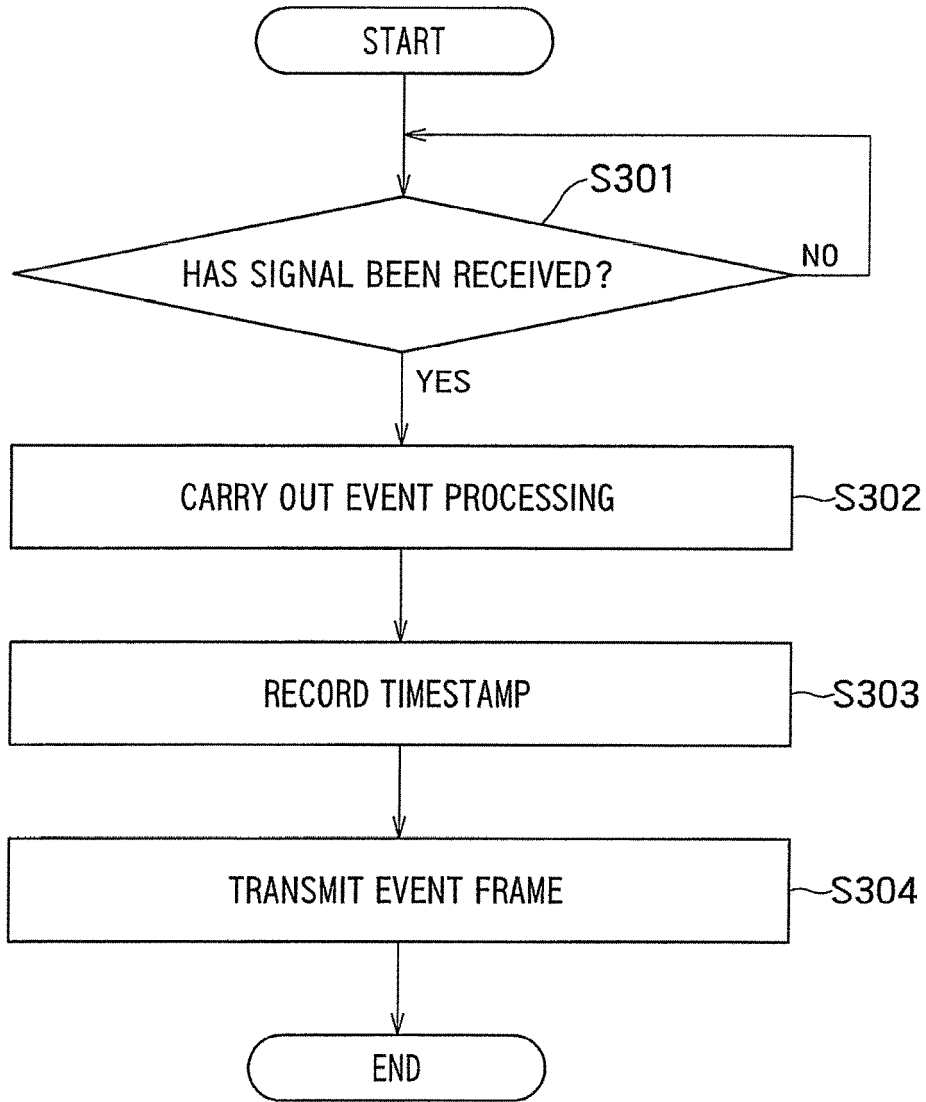 START
S301
HAS SIGNAL BEEN RECEIVED?
NO
YES
CARRY OUT EVENT PROCESSING
S302
RECORD TIMESTAMP
S303
TRANSMIT EVENT FRAME
S304
END